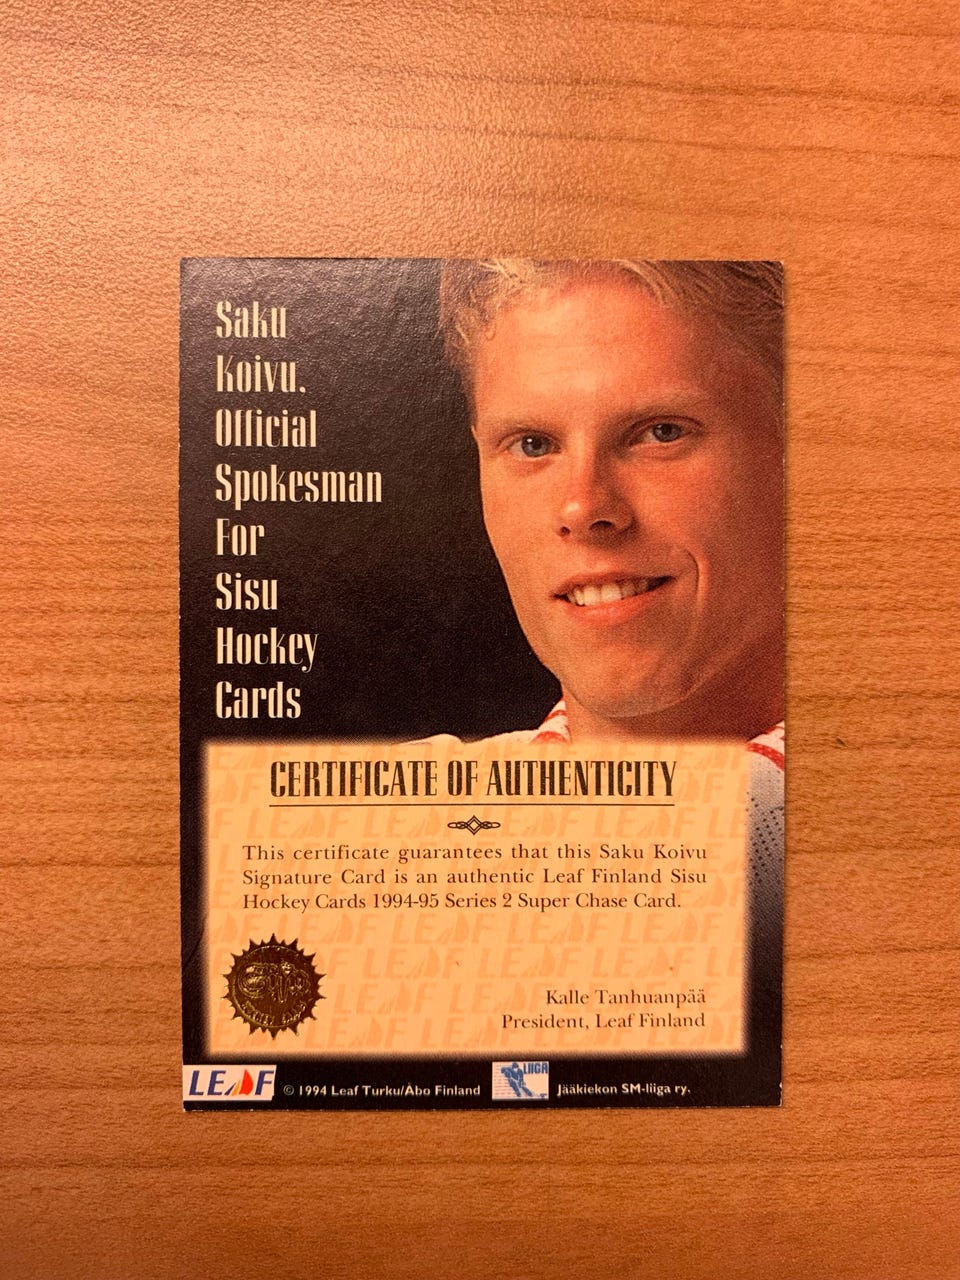 Saku
Koivu.
Official
Spokesman
For
Sisu
Hockey
Cards
CERTIFICATE OF AUTHENTICITY
This certificate guarantees that this Saku Koivu
Signature Card is an authentic Leaf Finland Sisu
Hockey Cards 1994-95 Series 2 Super Chase Card.
Kalle Tanhuanpää
President, Leaf Finland
LEAF © 1994 Leaf Turku/Åbo Finland LIIGA Jääkiekon SM-liiga ry.